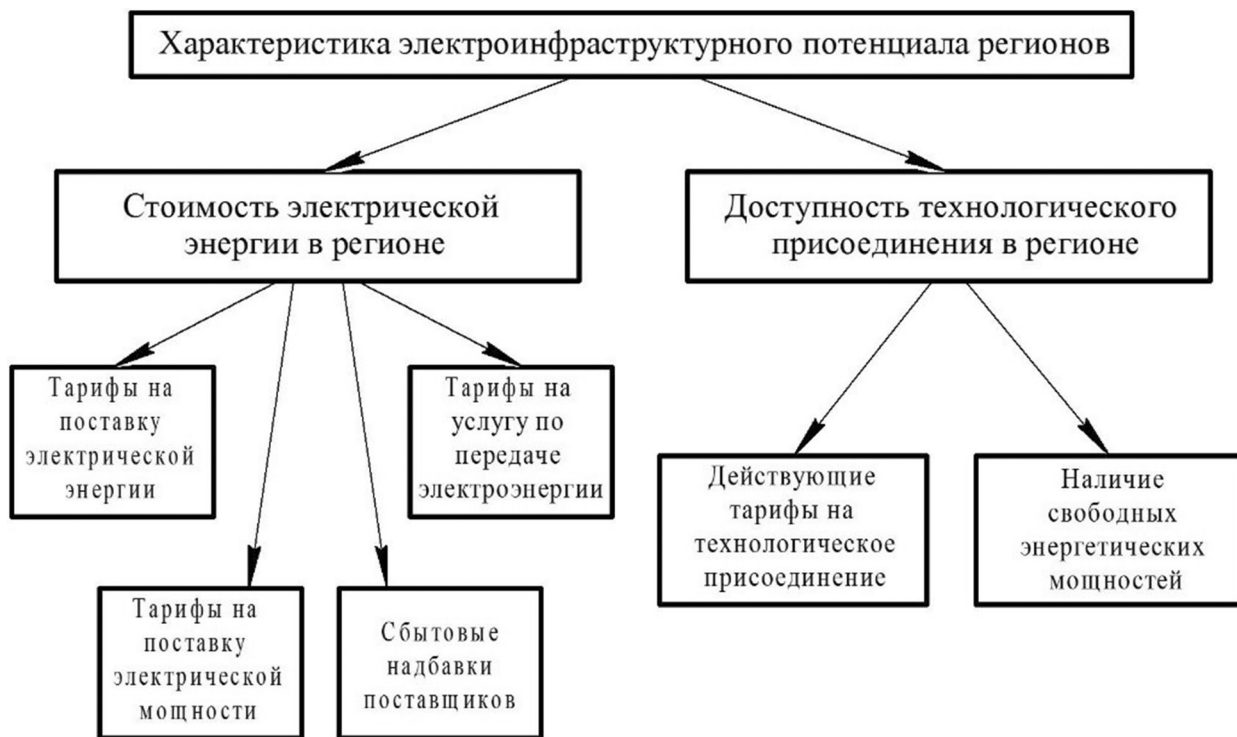 Характеристика электроинфраструктурного потенциала регионов
Стоимость электрической
энергии в регионе
Доступность технологического
присоединения в регионе
Тарифы на
поставку
электрической
энергии
Тарифы на
услугу по
передаче
электроэнергии
Тарифы на
поставку
электрической
мощности
Сбытовые
надбавки
поставщиков
Действующие
тарифы на
технологическое
присоединение
Наличие
свободных
энергетических
мощностей